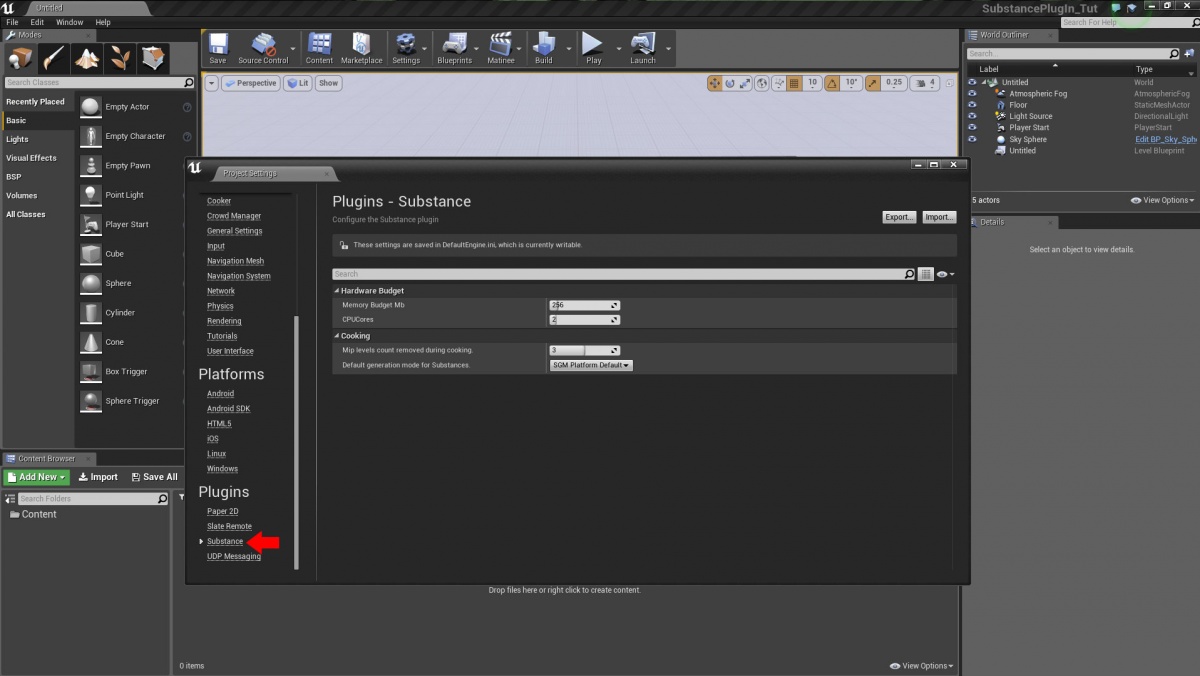 Untitled
SubstancePlugIn_Tut
File Edit Window Help
Search For Help
Modes
Search Classes
Recently Placed
Basic
Lights
Visual Effects
BSP
Volumes
All Classes
Empty Actor
Empty Character
Empty Pawn
Point Light
Player Start
Cube
Sphere
Cylinder
Cone
Box Trigger
Sphere Trigger
Save Source Control Content Marketplace Settings Blueprints Matinee Build Play Launch
Perspective Lit Show 10 10° 0.25 4
World Outliner
Search...
Label Type
Untitled World
Atmospheric Fog AtmosphericFog
Floor StaticMeshActor
Light Source DirectionalLight
Player Start PlayerStart
Sky Sphere Edit BP_Sky_Sph
Untitled Level Blueprint
5 actors View Options
Details
Select an object to view details.
Project Settings
Cooker
Crowd Manager
General Settings
Input
Navigation Mesh
Navigation System
Network
Physics
Rendering
Tutorials
User Interface
Platforms
Android
Android SDK
HTML5
iOS
Linux
Windows
Plugins
Paper 2D
Slate Remote
Substance
UDP Messaging
Plugins - Substance
Configure the Substance plugin
Export... Import...
These settings are saved in DefaultEngine.ini, which is currently writable.
Search
Hardware Budget
Memory Budget Mb 256
CPUCores 2
Cooking
Mip levels count removed during cooking. 3
Default generation mode for Substances. SGM Platform Default
Content Browser
Add New Import Save All
Search Folders
Content
Drop files here or right click to create content.
0 items View Options